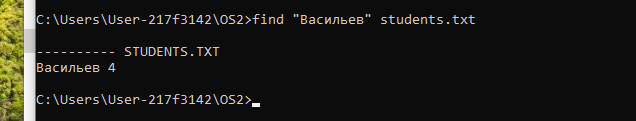 C:\Users\User-217f3142\OS2>find "Васильев" students.txt
---------- STUDENTS.TXT
Васильев 4
C:\Users\User-217f3142\OS2>